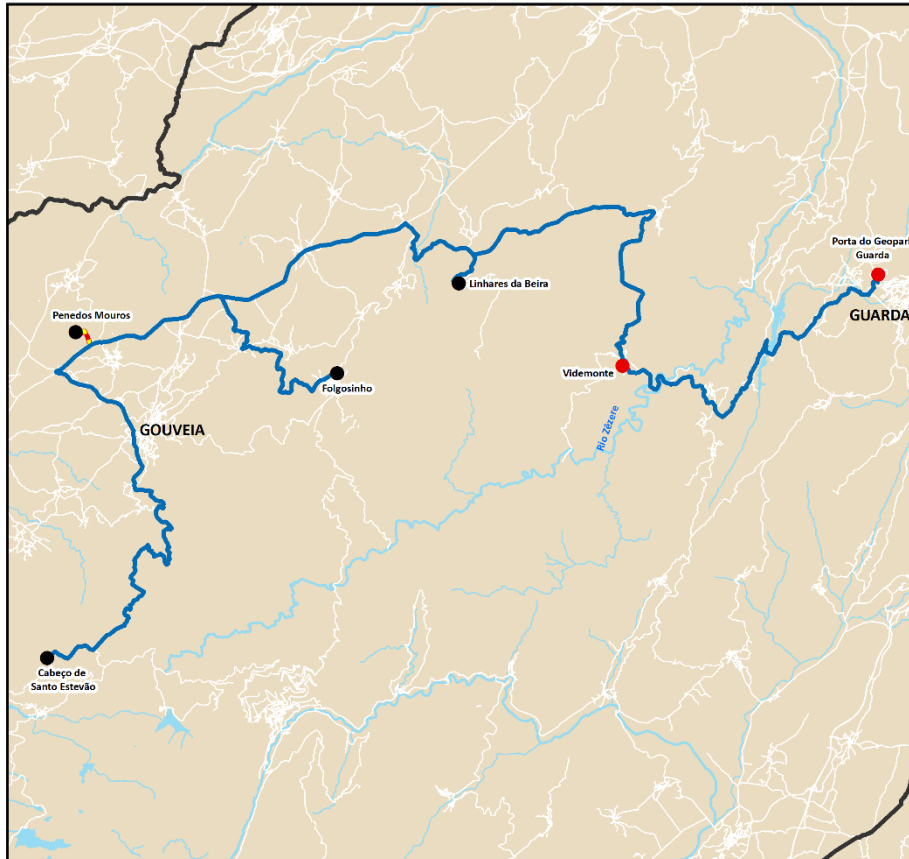 Porta do Geopark
Guarda
Linhares da Beira
GUARDA
Penedos Mouros
Videmonte
Folgosinho
GOUVEIA
Rio Zêzere
Cabeço de
Santo Estevão